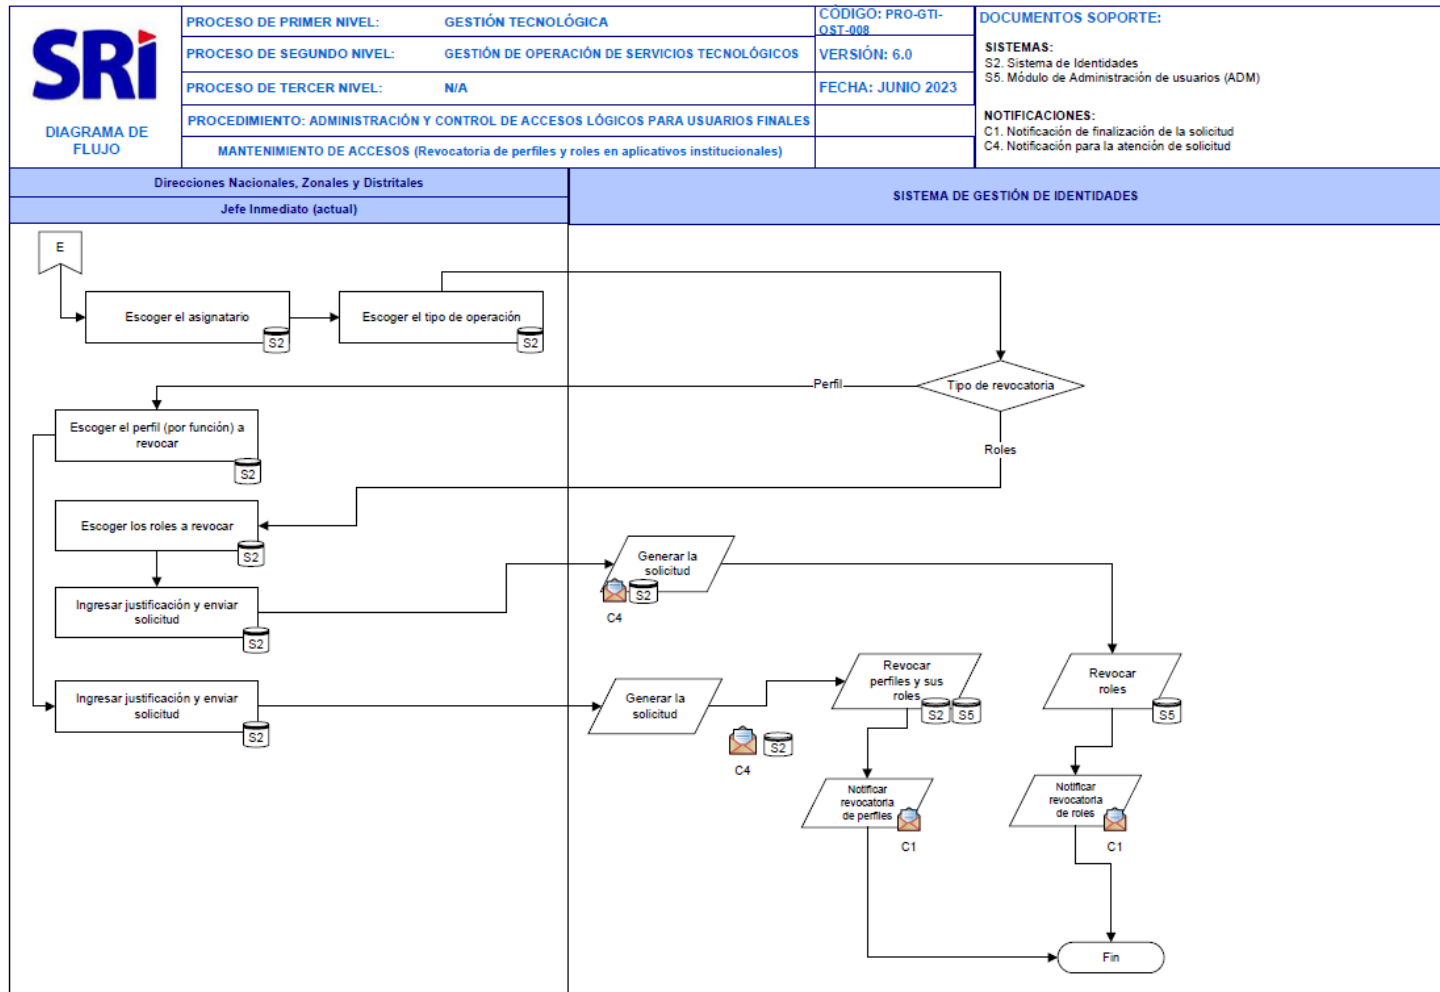 SRi
DIAGRAMA DE
FLUJO
PROCESO DE PRIMER NIVEL: GESTIÓN TECNOLÓGICA
PROCESO DE SEGUNDO NIVEL: GESTIÓN DE OPERACIÓN DE SERVICIOS TECNOLÓGICOS
PROCESO DE TERCER NIVEL: N/A
PROCEDIMIENTO: ADMINISTRACIÓN Y CONTROL DE ACCESOS LÓGICOS PARA USUARIOS FINALES
MANTENIMIENTO DE ACCESOS (Revocatoria de perfiles y roles en aplicativos institucionales)
CÓDIGO: PRO-GTI-
OST-008
VERSIÓN: 6.0
FECHA: JUNIO 2023
DOCUMENTOS SOPORTE:
SISTEMAS:
S2. Sistema de Identidades
S5. Módulo de Administración de usuarios (ADM)
NOTIFICACIONES:
C1. Notificación de finalización de la solicitud
C4. Notificación para la atención de solicitud
Direcciones Nacionales, Zonales y Distritales
Jefe Inmediato (actual)
SISTEMA DE GESTIÓN DE IDENTIDADES
E
Escoger el asignatario
S2
Escoger el tipo de operación
S2
Tipo de revocatoria
Perfil
Roles
Escoger el perfil (por función) a
revocar
S2
Escoger los roles a revocar
S2
Ingresar justificación y enviar
solicitud
S2
Generar la
solicitud
S2
C4
Ingresar justificación y enviar
solicitud
S2
Generar la
solicitud
S2
C4
Revocar
perfiles y sus
roles
S2
S5
Revocar
roles
S5
Notificar
revocatoria
de perfiles
C1
Notificar
revocatoria
de roles
C1
Fin